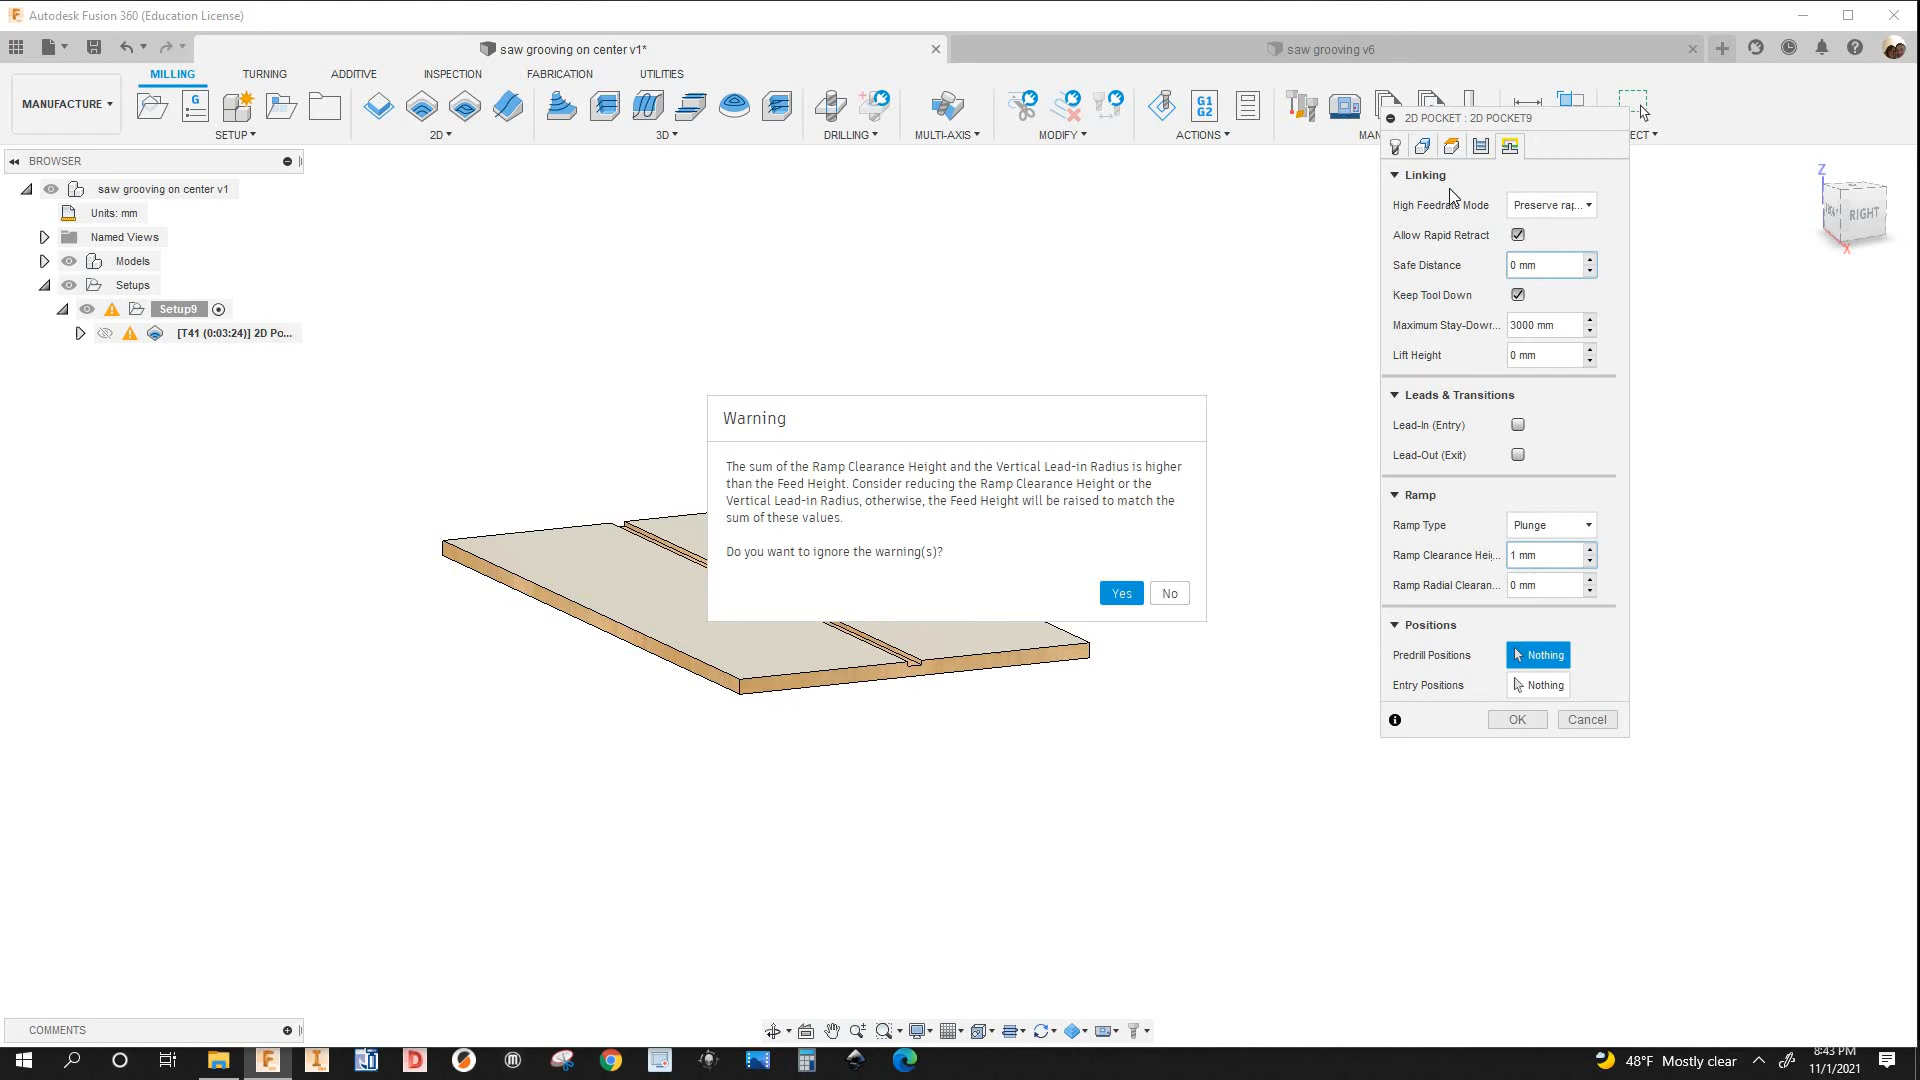 Autodesk Fusion 360 (Education License)
saw grooving on center v1*
saw grooving v6
MILLING
TURNING
ADDITIVE
INSPECTION
FABRICATION
UTILITIES
MANUFACTURE
G
G1
G2
SETUP
2D
3D
DRILLING
MULTI-AXIS
MODIFY
ACTIONS
2D POCKET : 2D POCKET9
BROWSER
saw grooving on center v1
Units: mm
Named Views
Models
Setups
Setup9
[T41 (0:03:24)] 2D Po...
Linking
High Feedrate Mode
Preserve rap...
Allow Rapid Retract
Safe Distance
0 mm
Keep Tool Down
Maximum Stay-Down...
3000 mm
Lift Height
0 mm
Leads & Transitions
Lead-In (Entry)
Lead-Out (Exit)
Ramp
Ramp Type
Plunge
Ramp Clearance Hei...
1 mm
Ramp Radial Clearan...
0 mm
Positions
Predrill Positions
Nothing
Entry Positions
Nothing
OK
Cancel
Z
RIGHT
X
Warning
The sum of the Ramp Clearance Height and the Vertical Lead-in Radius is higher
than the Feed Height. Consider reducing the Ramp Clearance Height or the
Vertical Lead-in Radius, otherwise, the Feed Height will be raised to match the
sum of these values.
Do you want to ignore the warning(s)?
Yes
No
COMMENTS
48°F Mostly clear
8:43 PM
11/1/2021